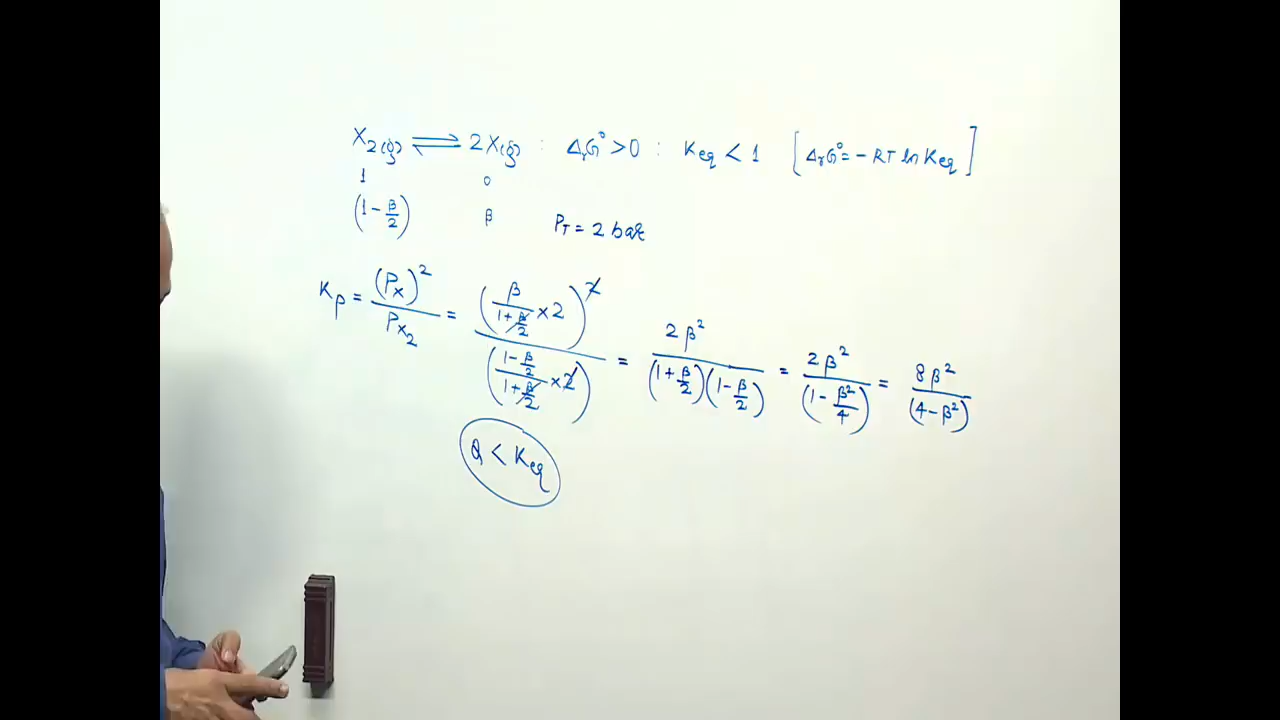 X₂(g) ⇌ 2X(g) : ΔᵣG° > 0 : Keq < 1 [ΔᵣG° = – RT ln Keq]
1 0
(1 – β/2) β P_T = 2 bar
Kp = (Px)² / Px₂ = (β/(1+β/2) × 2)² / ((1–β/2)/(1+β/2) × 2) = 2β² / (1+β/2)(1–β/2) = 2β² / (1 – β²/4) = 8β² / (4–β²)
Q < Keq